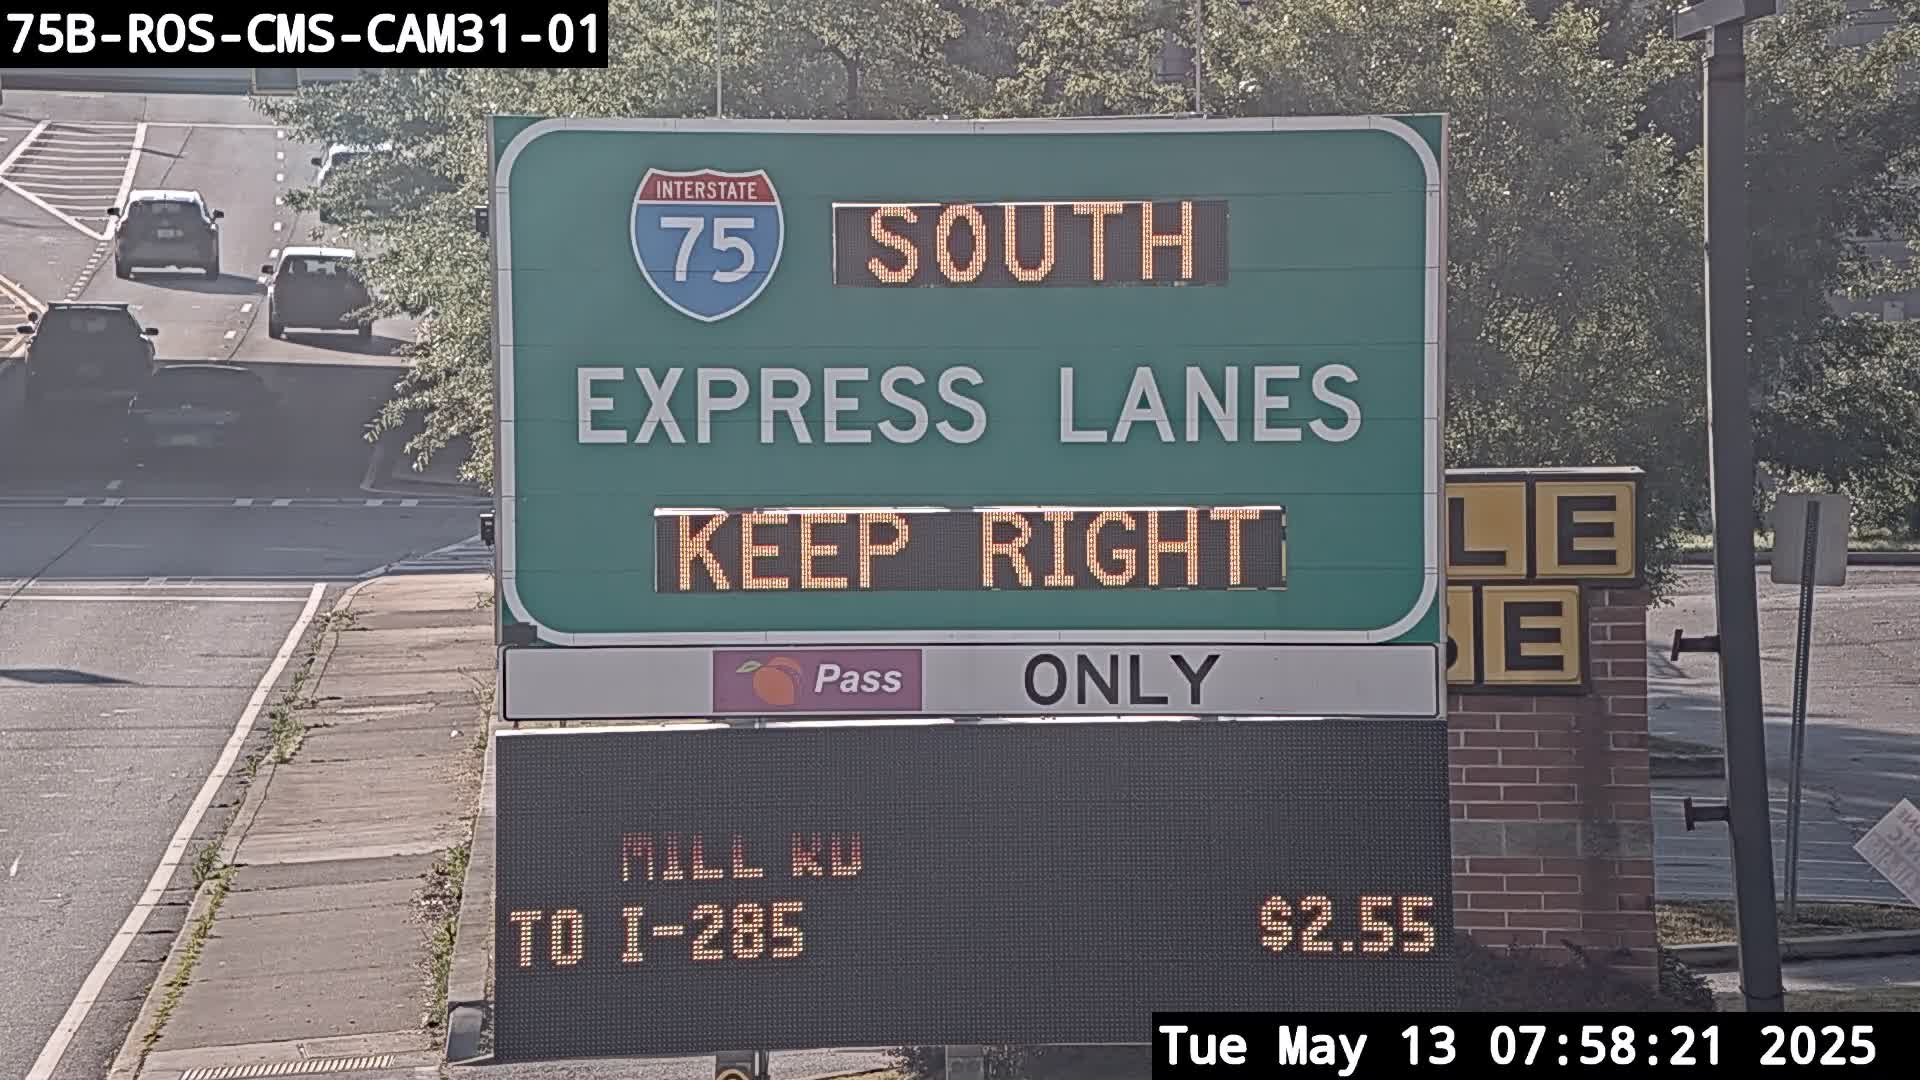 75B-ROS-CMS-CAM31-01
INTERSTATE
75
SOUTH
EXPRESS LANES
KEEP RIGHT
Pass ONLY
MILL RD
TO I-285 $2.55
LE
E
Tue May 13 07:58:21 2025